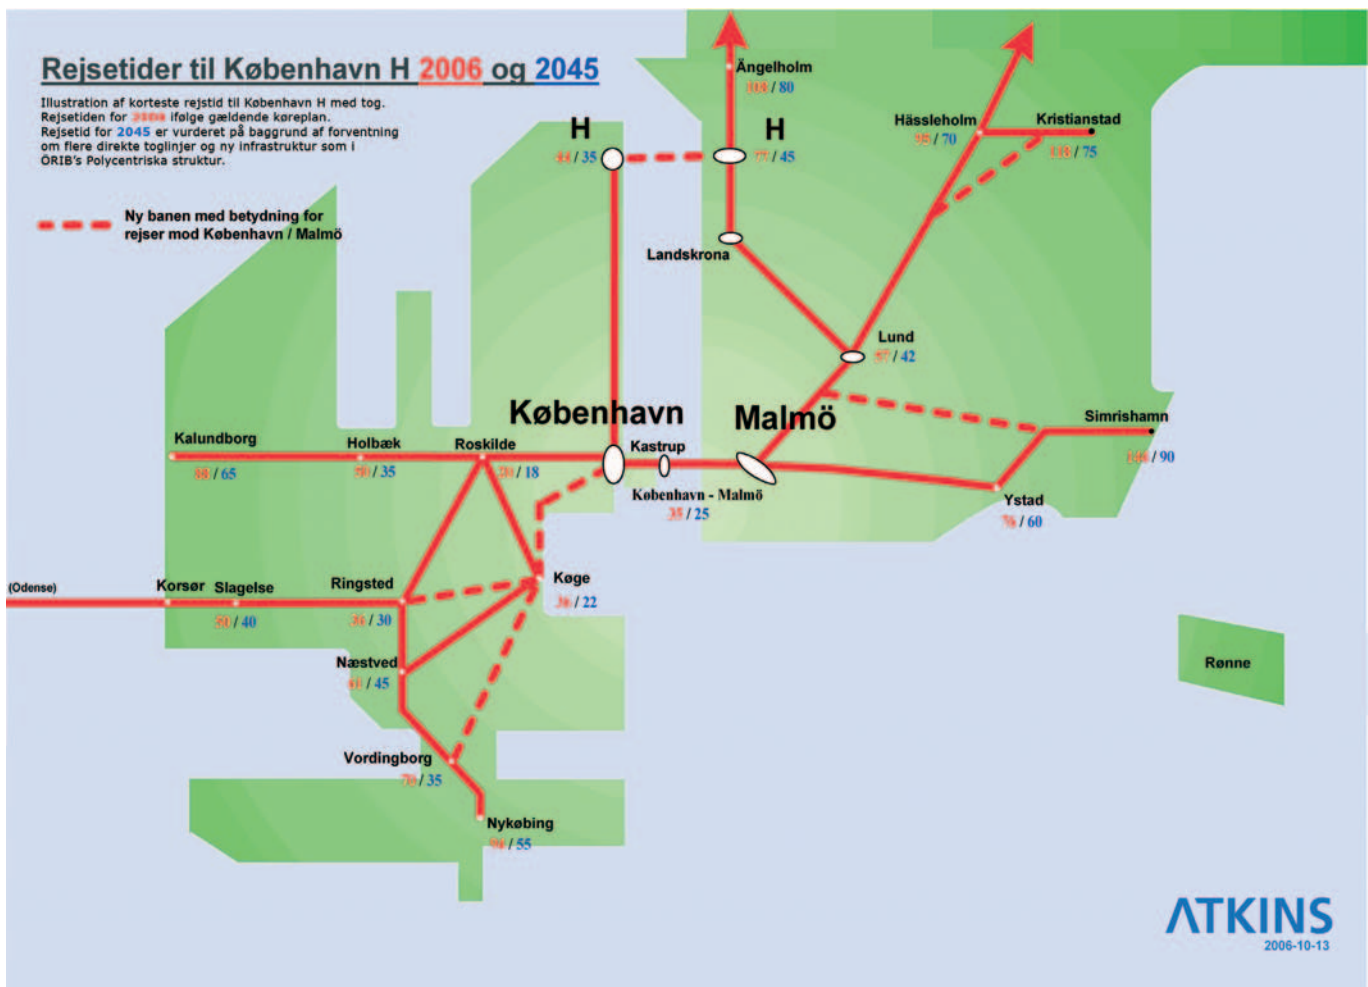 Rejsetider til København H 2006 og 2045
Illustration af korteste rejstid til København H med tog.
Rejsetiden for ifølge gældende køreplan.
Rejsetid for 2045 er vurderet på baggrund af forventning
om flere direkte toglinjer og ny infrastruktur som i
ÖRIB's Polycentriska struktur.
Ny banen med betydning for
rejser mod København / Malmö
H
/ 35
H
/ 45
Ängelholm
/ 80
Hässleholm
/ 70
Kristianstad
/ 75
Landskrona
Lund
/ 42
København
Malmö
Simrishamn
/ 90
Kalundborg
/ 65
Holbæk
/ 35
Roskilde
/ 18
Kastrup
København - Malmö
35 / 25
Ystad
/ 60
(Odense)
Korsør
Slagelse
/ 40
Ringsted
/ 30
Køge
/ 22
Næstved
/ 45
Vordingborg
/ 35
Nykøbing
/ 55
Rønne
ATKINS
2006-10-13